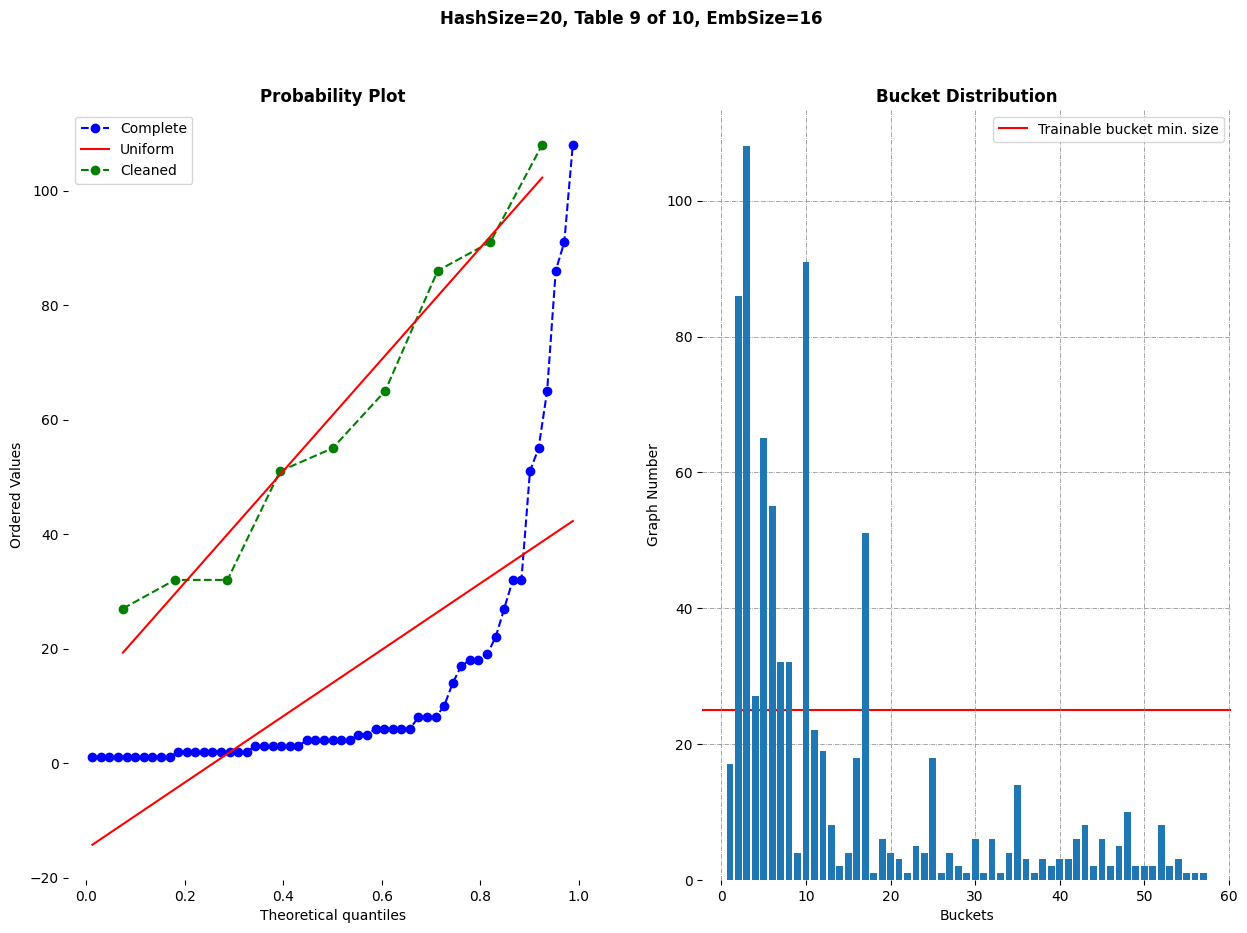 HashSize=20, Table 9 of 10, EmbSize=16
Probability Plot
Complete
Uniform
Cleaned
100
80
60
40
20
0
−20
Ordered Values
0.0 0.2 0.4 0.6 0.8 1.0
Theoretical quantiles
Bucket Distribution
Trainable bucket min. size
100
80
60
40
20
0
Graph Number
0 10 20 30 40 50 60
Buckets